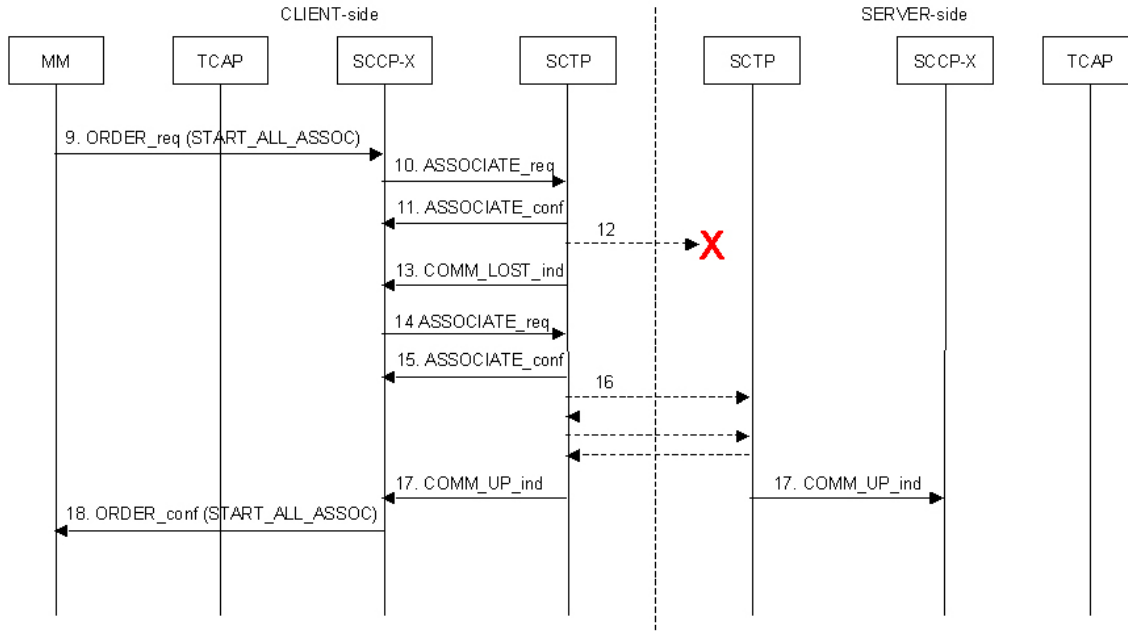 CLIENT-side
SERVER-side
MM
TCAP
SCCP-X
SCTP
SCTP
SCCP-X
TCAP
9. ORDER_req (START_ALL_ASSOC)
10. ASSOCIATE_req
11. ASSOCIATE_conf
12
X
13. COMM_LOST_ind
14 ASSOCIATE_req
15. ASSOCIATE_conf
16
17. COMM_UP_ind
17. COMM_UP_ind
18. ORDER_conf (START_ALL_ASSOC)